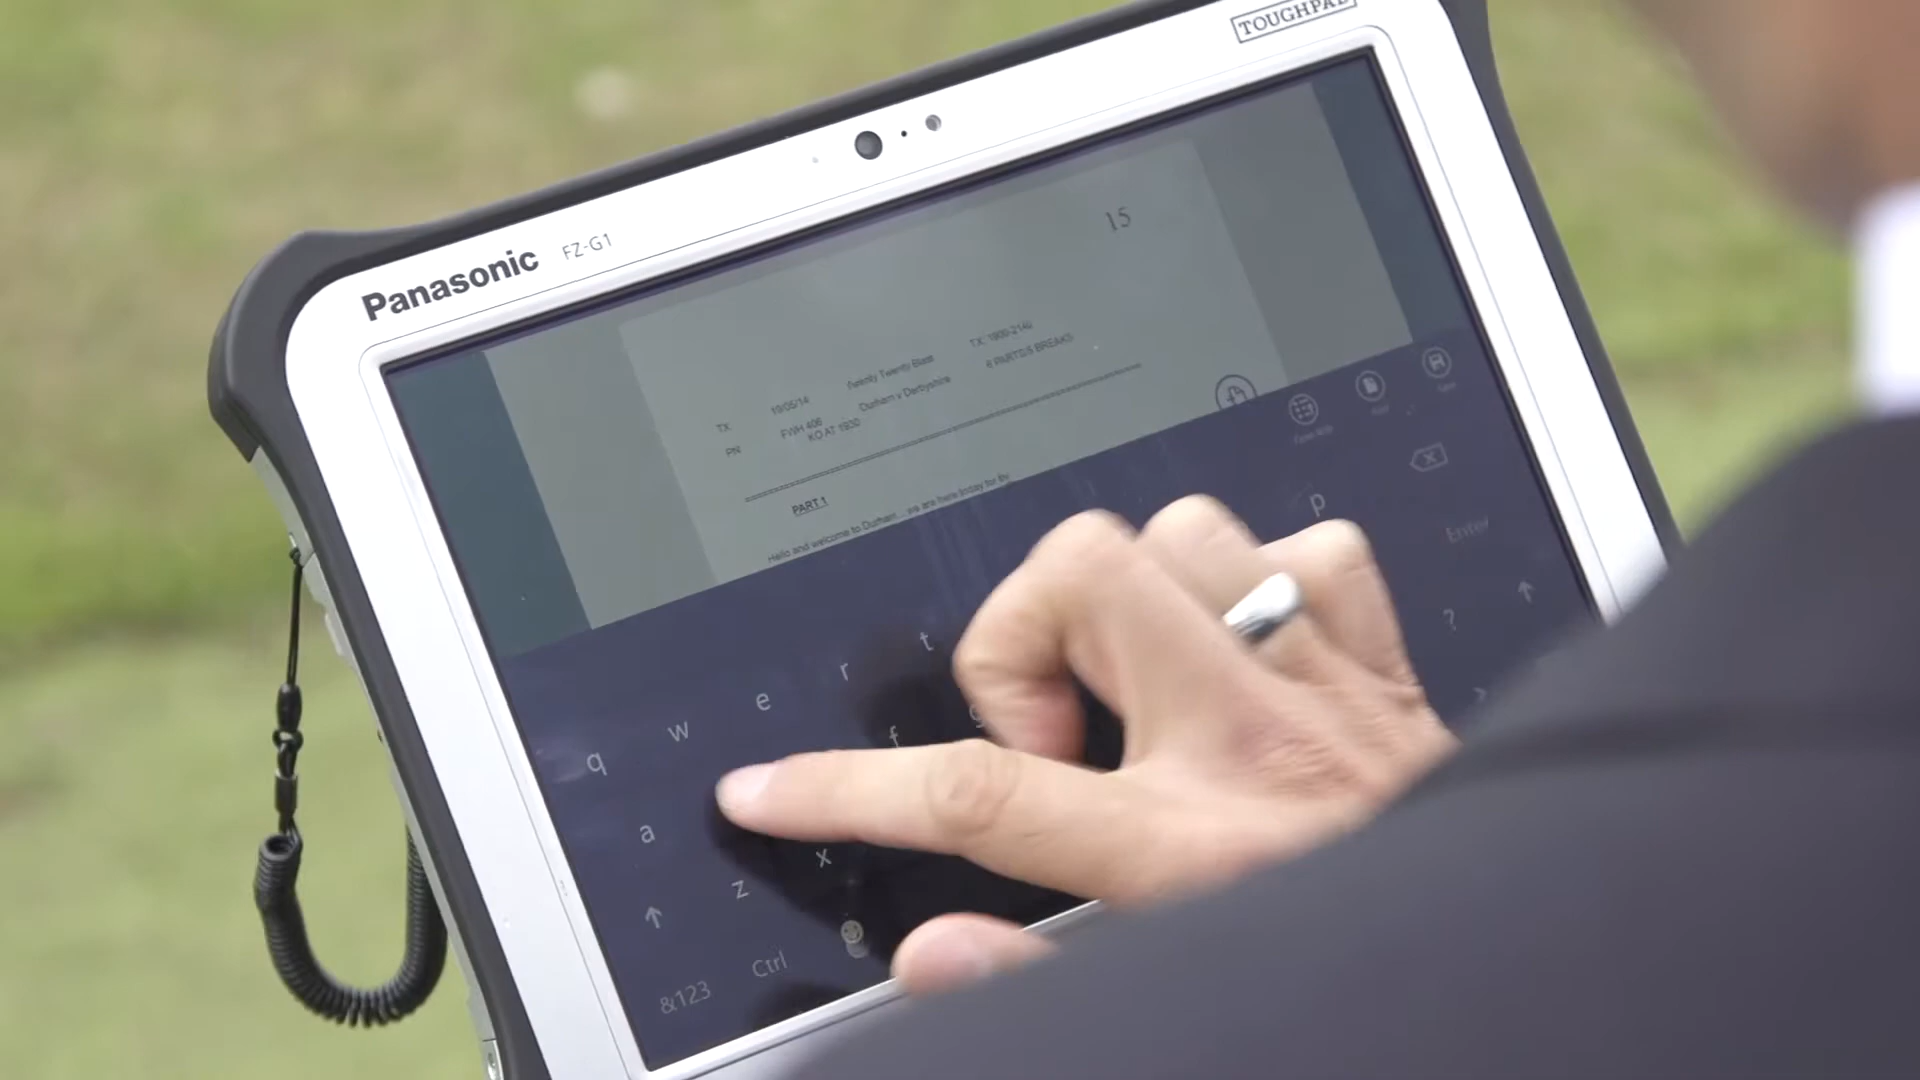 TOUGHPAD
Panasonic FZ-G1
15
TX 19/05/14 Twenty Twenty Blast TX: 1900-2140
PN FWH 406 Durham v Derbyshire 6 PARTS/5 BREAKS
KO AT 1930
PART 1
Hello and welcome to Durham... we are here today for the
q w e r t p
a f g Enter
z x ?
&123 Ctrl